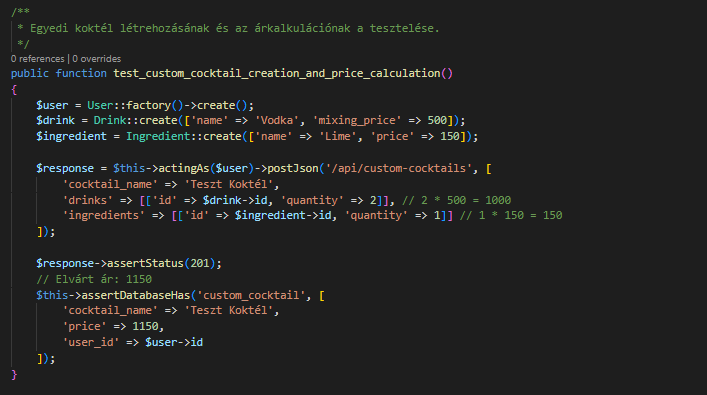 /**
 * Egyedi koktél létrehozásának és az árkalkulációnak a tesztelése.
 */
0 references | 0 overrides
public function test_custom_cocktail_creation_and_price_calculation()
{
    $user = User::factory()->create();
    $drink = Drink::create(['name' => 'Vodka', 'mixing_price' => 500]);
    $ingredient = Ingredient::create(['name' => 'Lime', 'price' => 150]);

    $response = $this->actingAs($user)->postJson('/api/custom-cocktails', [
        'cocktail_name' => 'Teszt Koktél',
        'drinks' => [['id' => $drink->id, 'quantity' => 2]], // 2 * 500 = 1000
        'ingredients' => [['id' => $ingredient->id, 'quantity' => 1]] // 1 * 150 = 150
    ]);

    $response->assertStatus(201);
    // Elvárt ár: 1150
    $this->assertDatabaseHas('custom_cocktail', [
        'cocktail_name' => 'Teszt Koktél',
        'price' => 1150,
        'user_id' => $user->id
    ]);
}